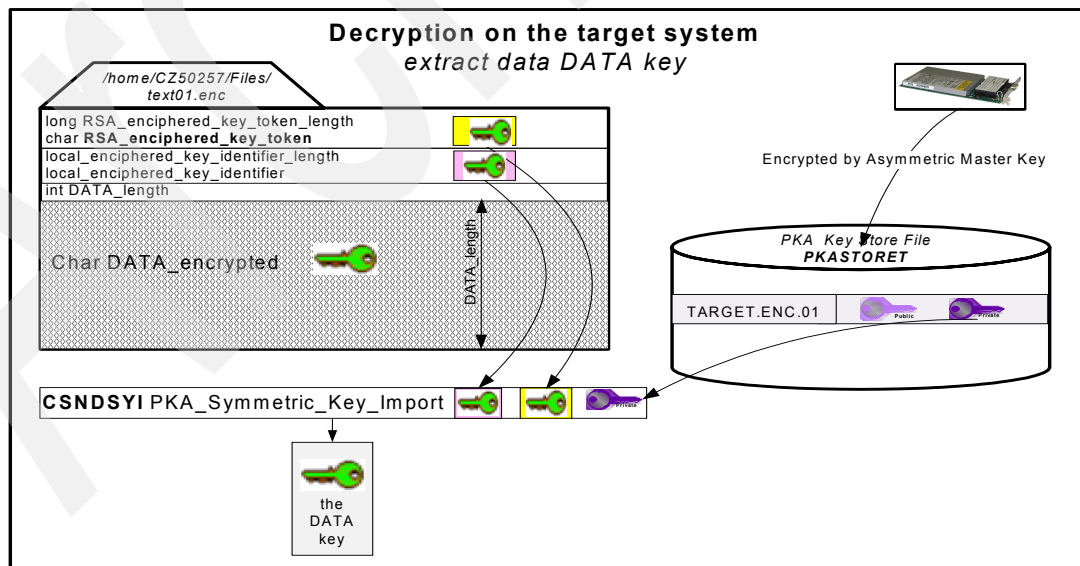 Decryption on the target system
extract data DATA key
/home/CZ50257/Files/
text01.enc
long RSA_enciphered_key_token_length
char RSA_enciphered_key_token
local_enciphered_key_identifier_length
local_enciphered_key_identifier
int DATA_length
Char DATA_encrypted
DATA_length
Encrypted by Asymmetric Master Key
PKA Key Store File
PKASTORET
TARGET.ENC.01
Public
Private
CSNDSYI PKA_Symmetric_Key_Import
Private
the
DATA
key